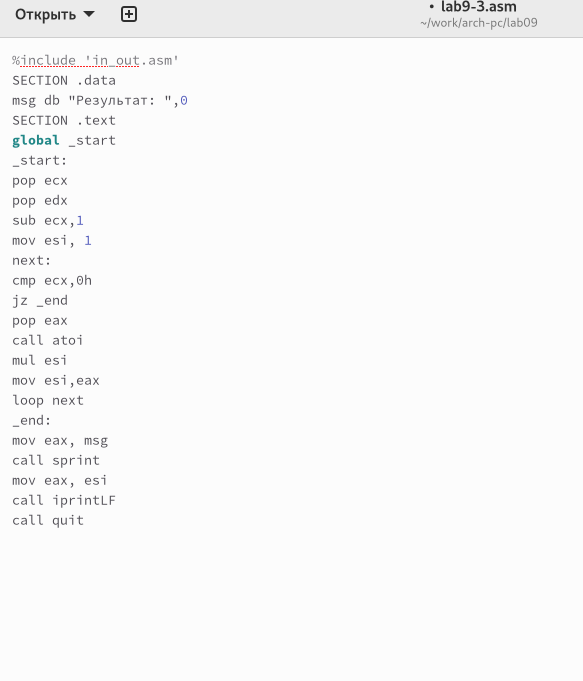 Открыть
• lab9-3.asm
~/work/arch-pc/lab09
%include 'in_out.asm'
SECTION .data
msg db "Результат: ",0
SECTION .text
global _start
_start:
pop ecx
pop edx
sub ecx,1
mov esi, 1
next:
cmp ecx,0h
jz _end
pop eax
call atoi
mul esi
mov esi,eax
loop next
_end:
mov eax, msg
call sprint
mov eax, esi
call iprintLF
call quit